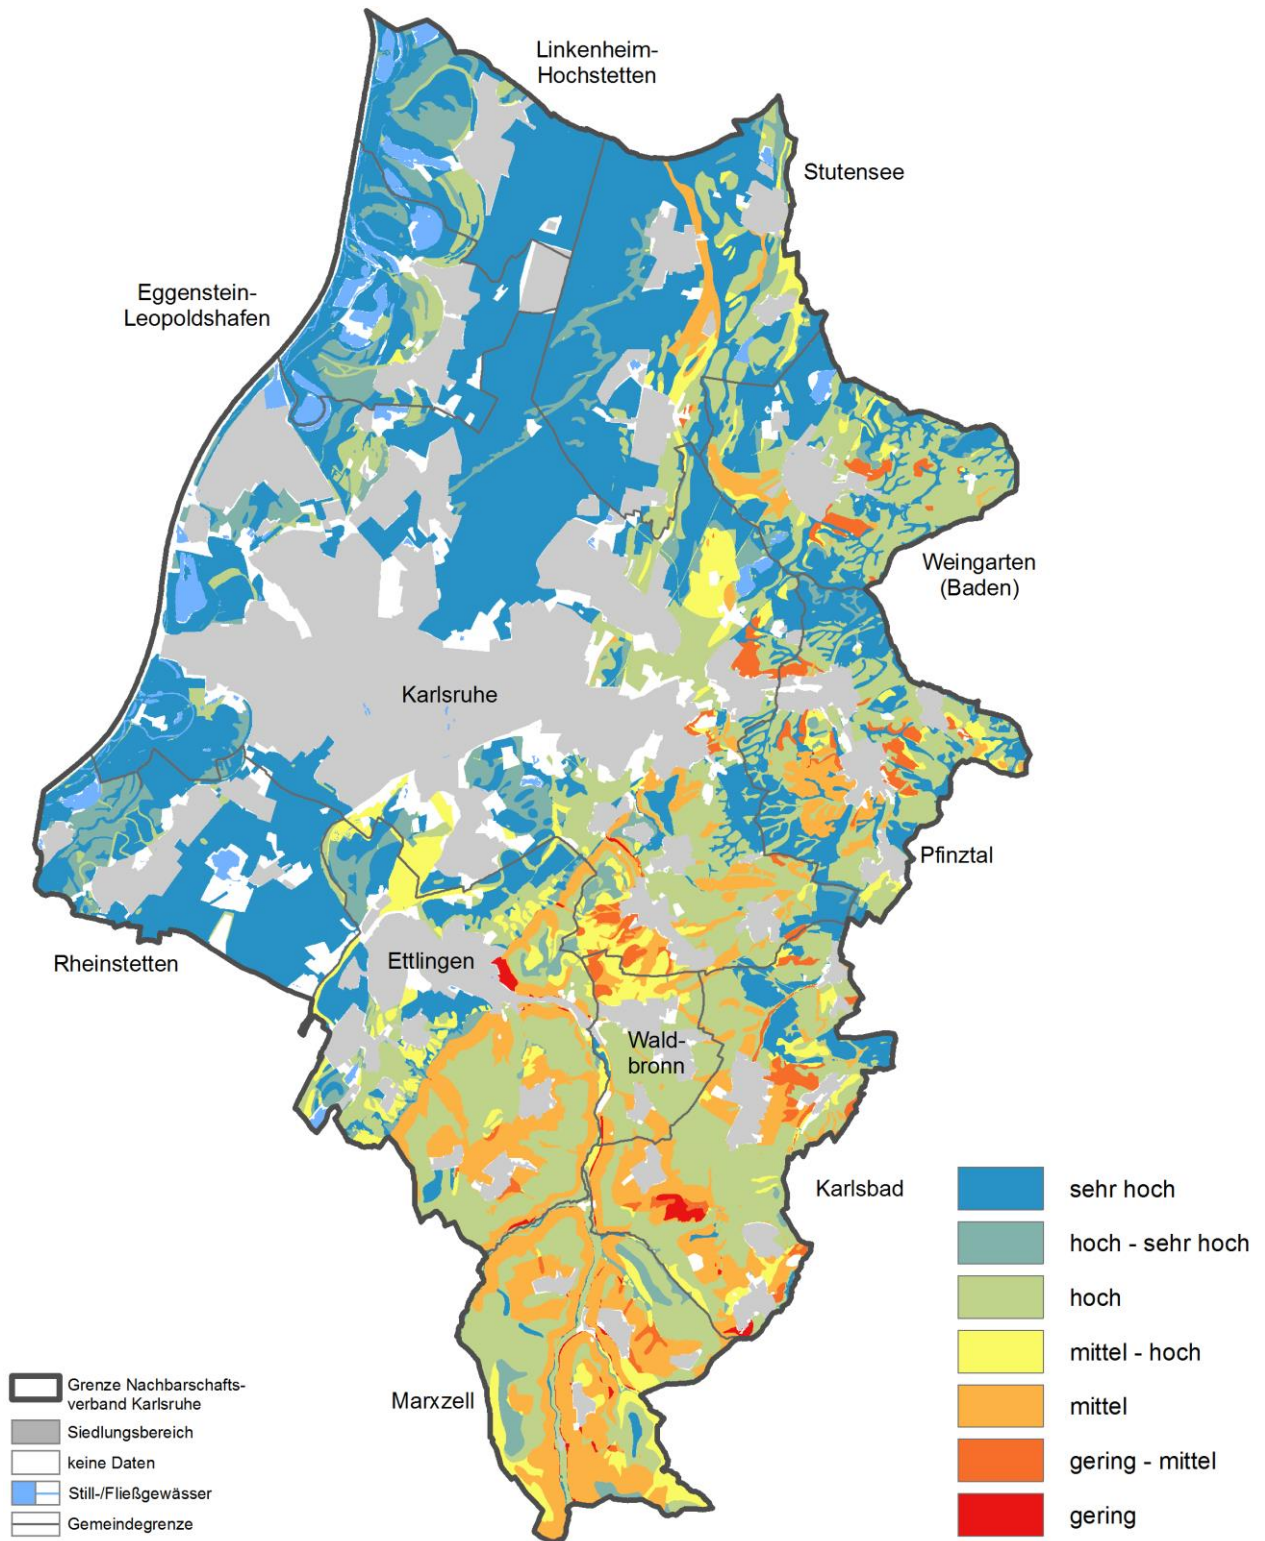 Linkenheim-
Hochstetten
Stutensee
Eggenstein-
Leopoldshafen
Weingarten
(Baden)
Karlsruhe
Pfinztal
Rheinstetten
Ettlingen
Wald-
bronn
Karlsbad
Marxzell
sehr hoch
hoch - sehr hoch
hoch
mittel - hoch
mittel
gering - mittel
gering
Grenze Nachbarschafts-
verband Karlsruhe
Siedlungsbereich
keine Daten
Still-/Fließgewässer
Gemeindegrenze